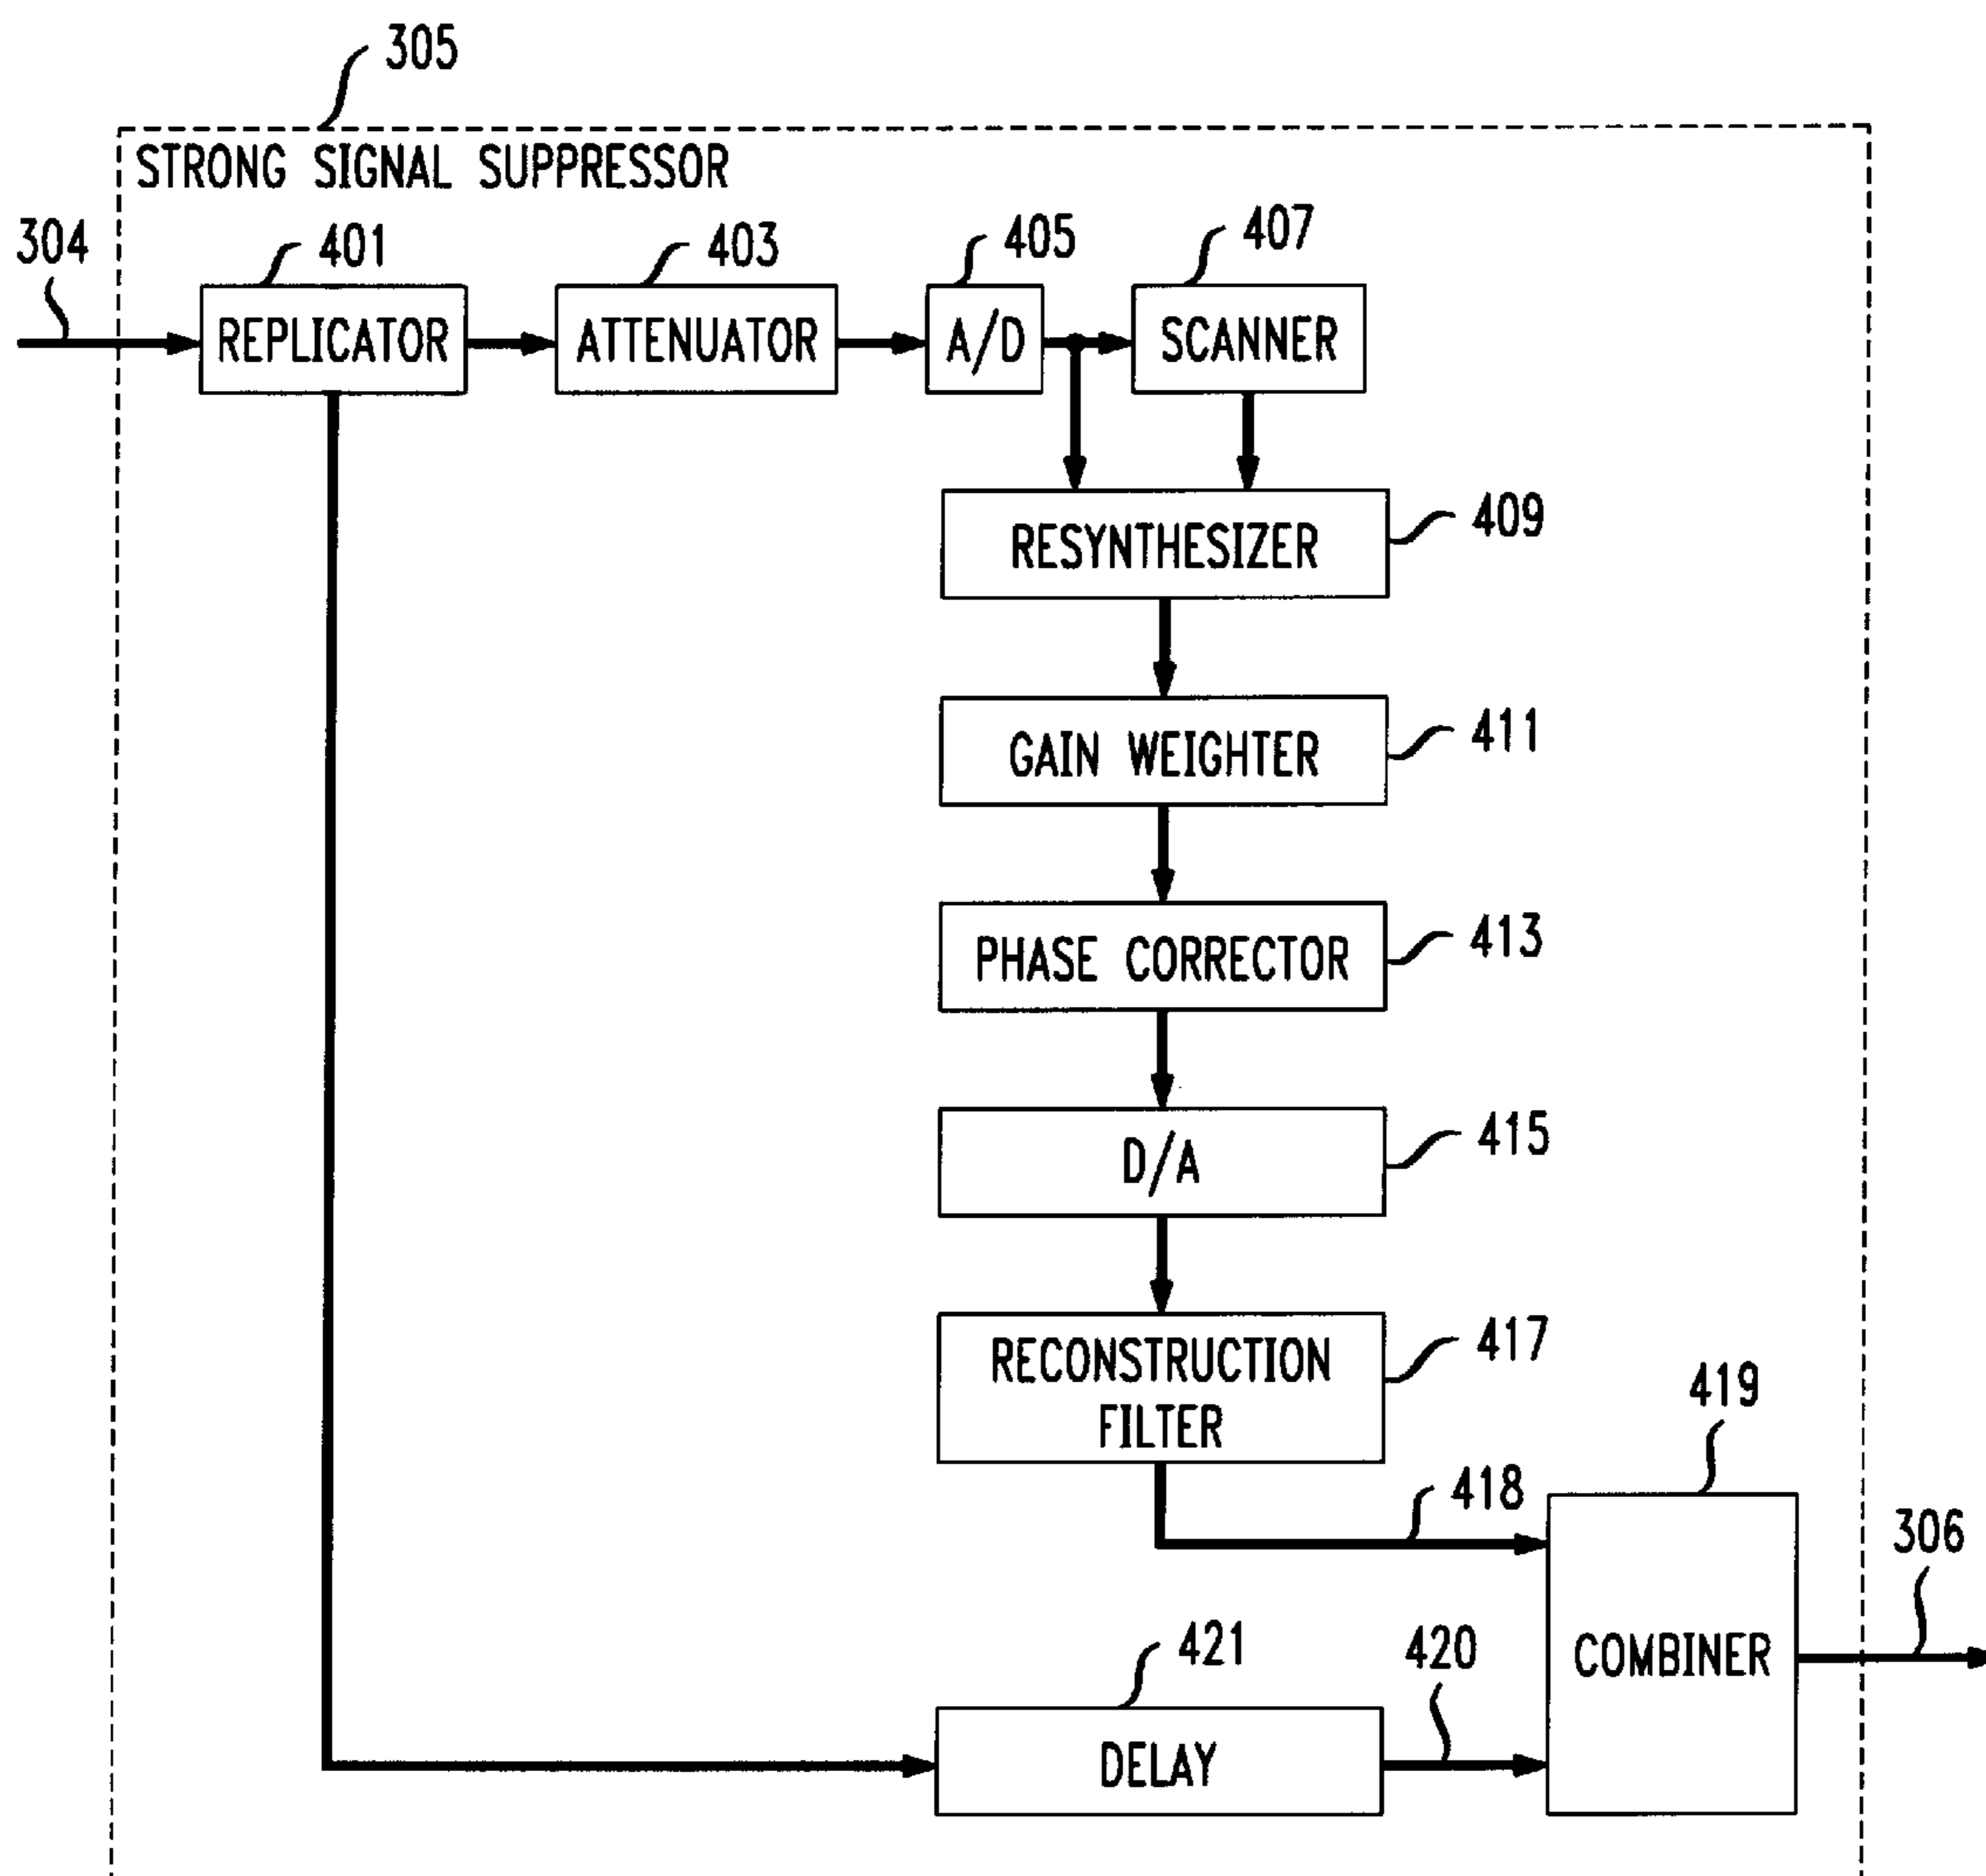 305
STRONG SIGNAL SUPPRESSOR
304
401
403
405
407
REPLICATOR
ATTENUATOR
A/D
SCANNER
RESYNTHESIZER
409
GAIN WEIGHTER
411
PHASE CORRECTOR
413
D/A
415
RECONSTRUCTION
FILTER
417
419
418
306
421
420
COMBINER
DELAY